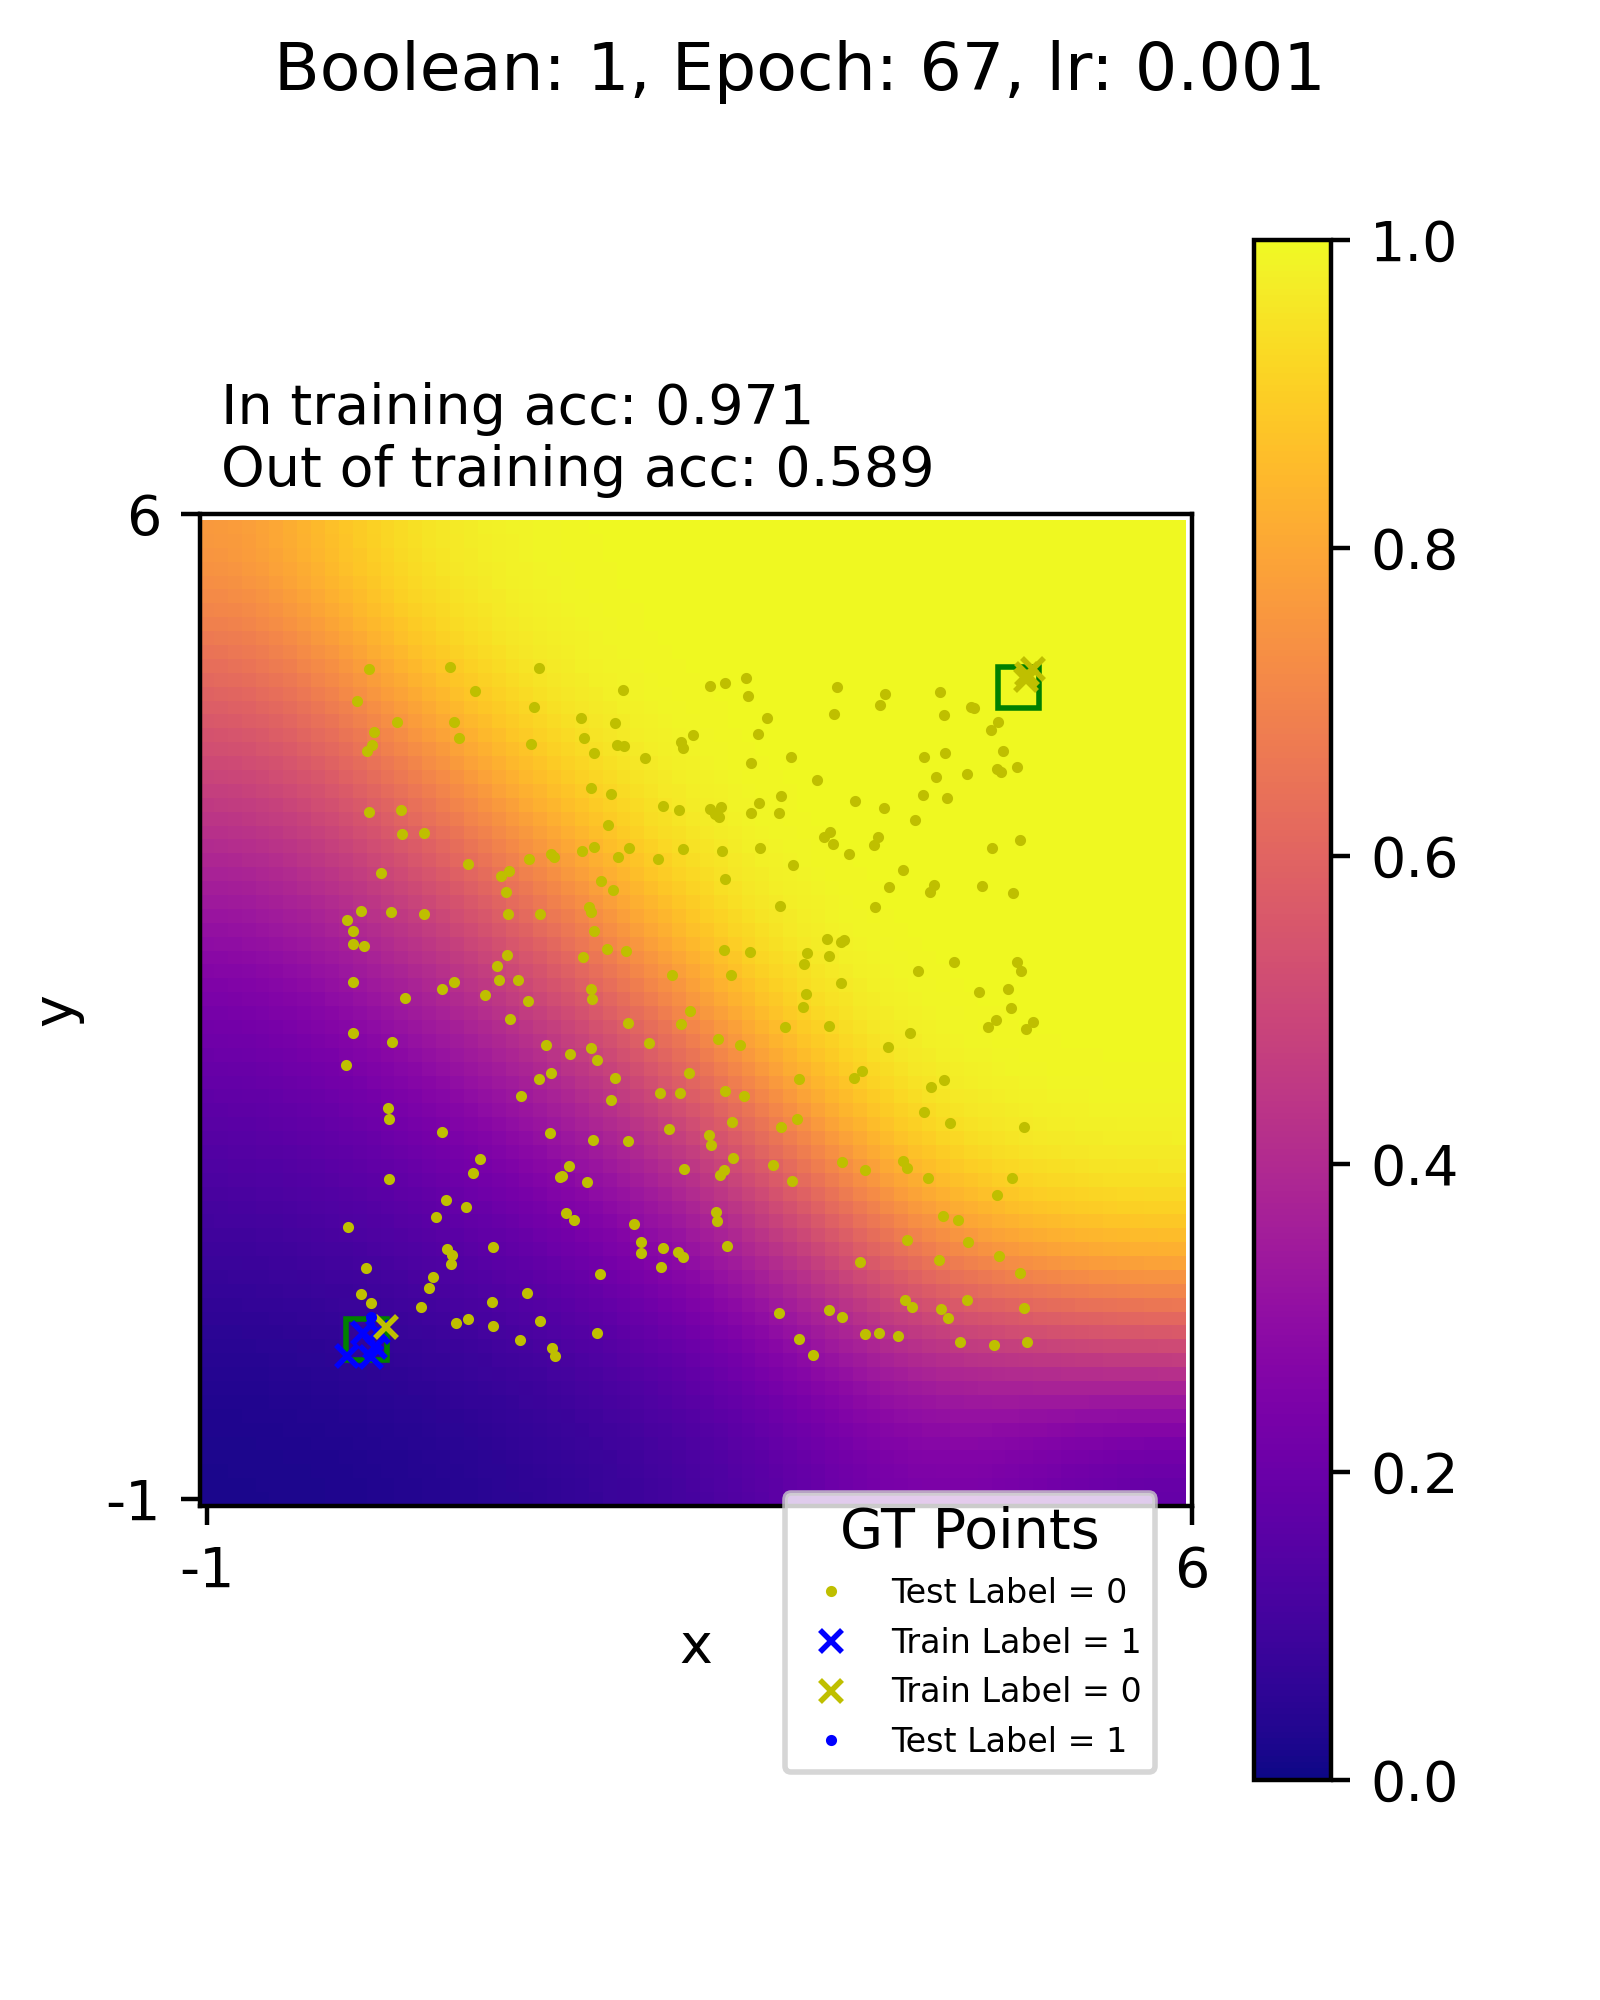 Boolean: 1, Epoch: 67, lr: 0.001
1.0
In training acc: 0.971
Out of training acc: 0.589
6
0.8
0.6
y
0.4
0.2
-1
GT Points
-1
6
Test Label = 0
Train Label = 1
x
Train Label = 0
Test Label = 1
0.0